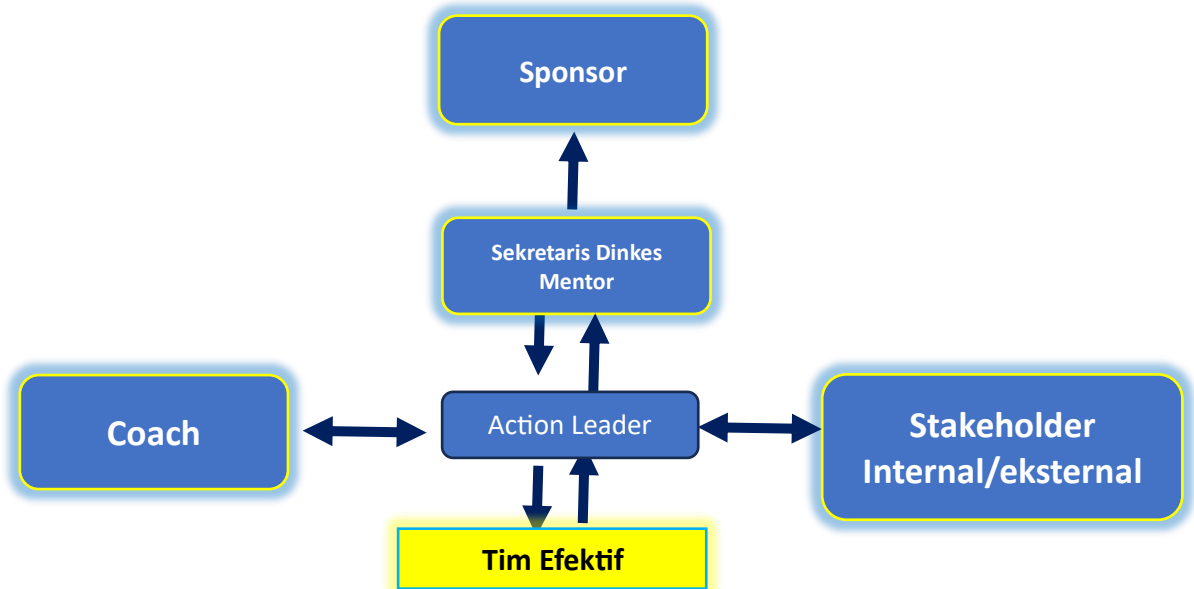 Sponsor
Sekretaris Dinkes
Mentor
Coach
Action Leader
Stakeholder
Internal/eksternal
Tim Efektif